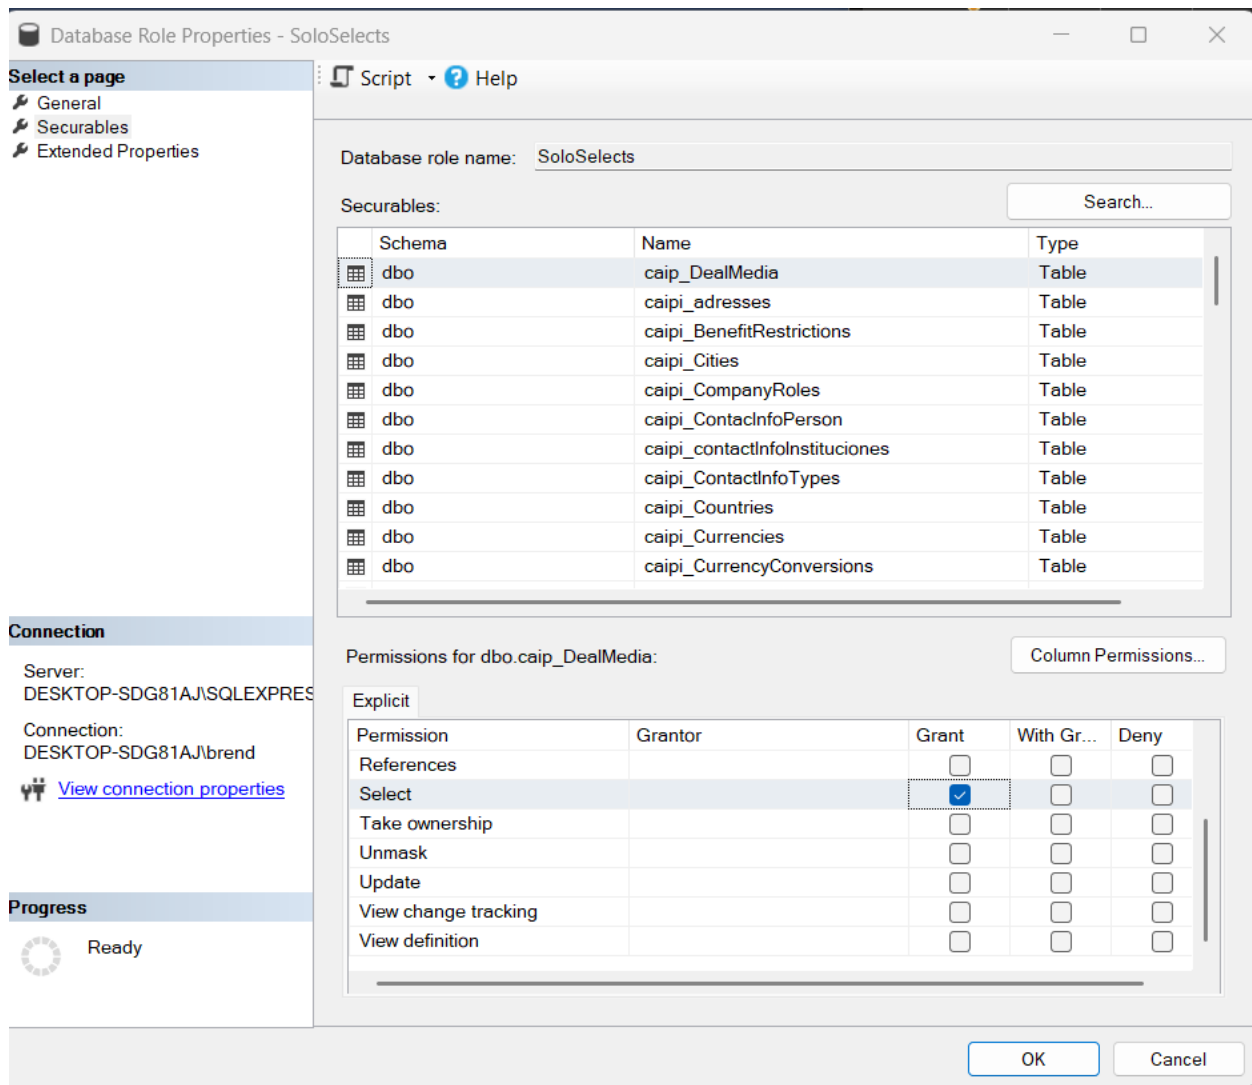 Database Role Properties - SoloSelects
Select a page
General
Securables
Extended Properties
Script
Help
Database role name: SoloSelects
Securables:
Search...
Schema Name Type
dbo caip_DealMedia Table
dbo caipi_adresses Table
dbo caipi_BenefitRestrictions Table
dbo caipi_Cities Table
dbo caipi_CompanyRoles Table
dbo caipi_ContacInfoPerson Table
dbo caipi_contactInfoInstituciones Table
dbo caipi_ContactInfoTypes Table
dbo caipi_Countries Table
dbo caipi_Currencies Table
dbo caipi_CurrencyConversions Table
Connection
Server:
DESKTOP-SDG81AJ\SQLEXPRES
Connection:
DESKTOP-SDG81AJ\brend
View connection properties
Progress
Ready
Permissions for dbo.caip_DealMedia:
Column Permissions...
Explicit
Permission Grantor Grant With Gr... Deny
References
Select
Take ownership
Unmask
Update
View change tracking
View definition
OK
Cancel